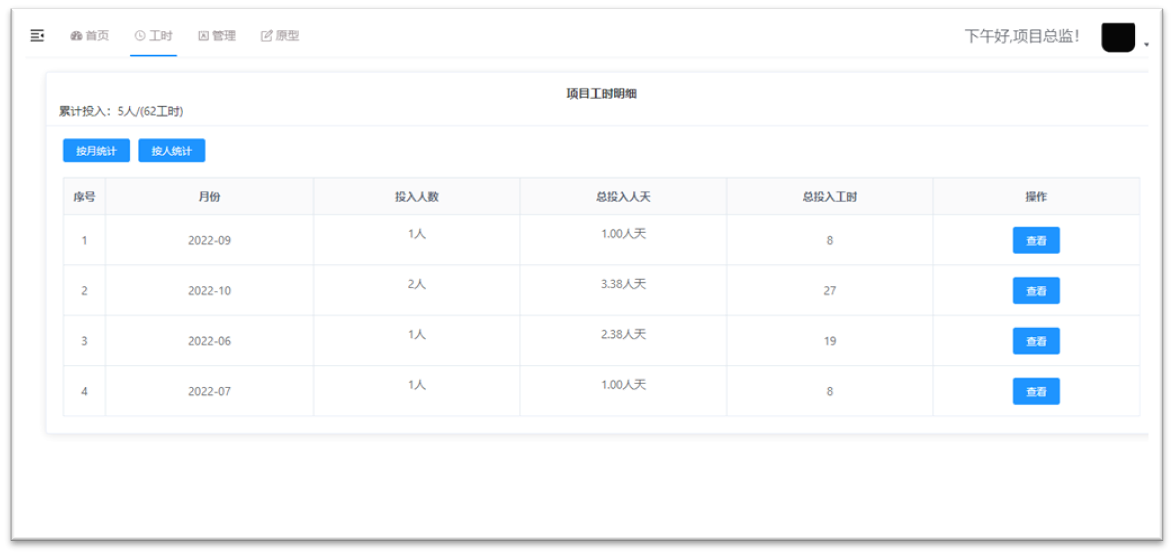 首页 工时 管理 原型 下午好,项目总监!
项目工时明细
累计投入：5人/(62工时)
按月统计 按人统计
序号 月份 投入人数 总投入人天 总投入工时 操作
1 2022-09 1人 1.00人天 8 查看
2 2022-10 2人 3.38人天 27 查看
3 2022-06 1人 2.38人天 19 查看
4 2022-07 1人 1.00人天 8 查看